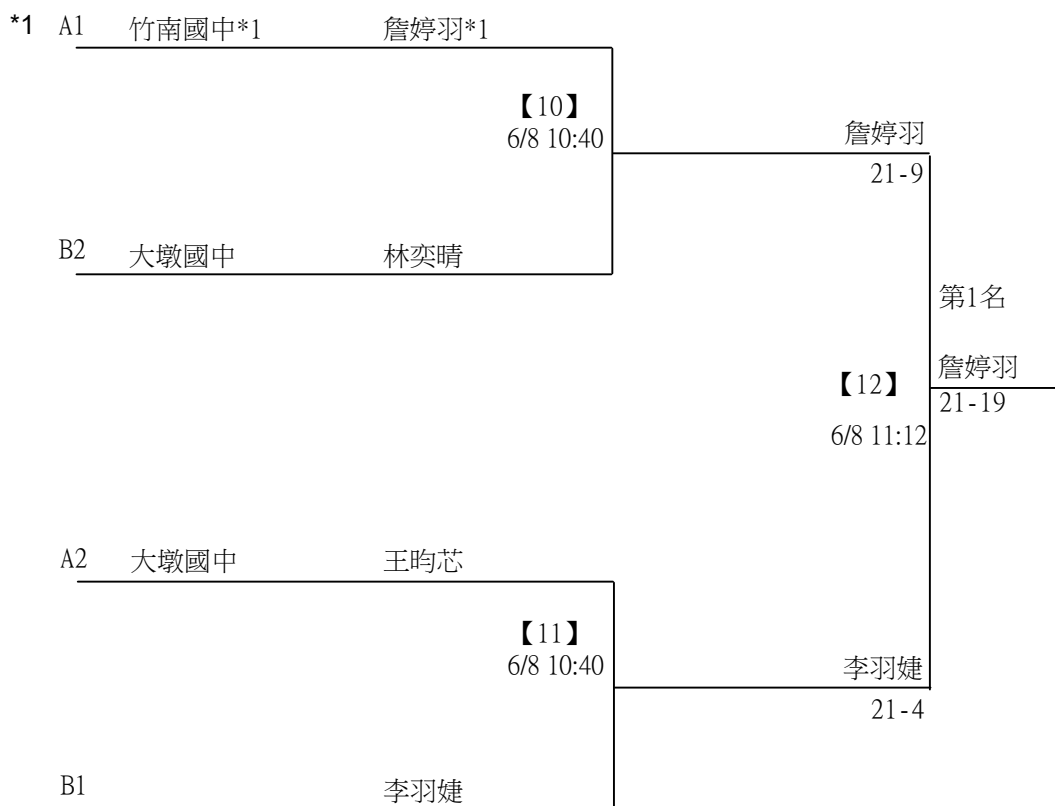 *1 A1 竹南國中*1 詹婷羽*1
【10】
6/8 10:40
詹婷羽
21-9
B2 大墩國中 林奕晴
第1名
詹婷羽
【12】
21-19
6/8 11:12
A2 大墩國中 王昀芯
【11】
6/8 10:40
李羽婕
21-4
B1 李羽婕